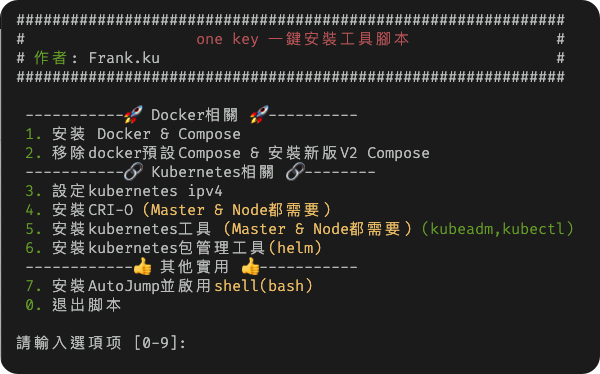 ##############################################################
# one key 一鍵安裝工具腳本 #
# 作者: Frank.ku #
##############################################################
-----------🚀 Docker相關 🚀----------
1. 安装 Docker & Compose
2. 移除docker預設Compose & 安裝新版V2 Compose
-----------🔗 Kubernetes相關 🔗--------
3. 設定kubernetes ipv4
4. 安裝CRI-O (Master & Node都需要)
5. 安裝kubernetes工具 (Master & Node都需要) (kubeadm,kubectl)
6. 安裝kubernetes包管理工具(helm)
------------👍 其他實用 👍-----------
7. 安裝AutoJump並啟用shell(bash)
0. 退出脚本
請輸入選項项 [0-9]: